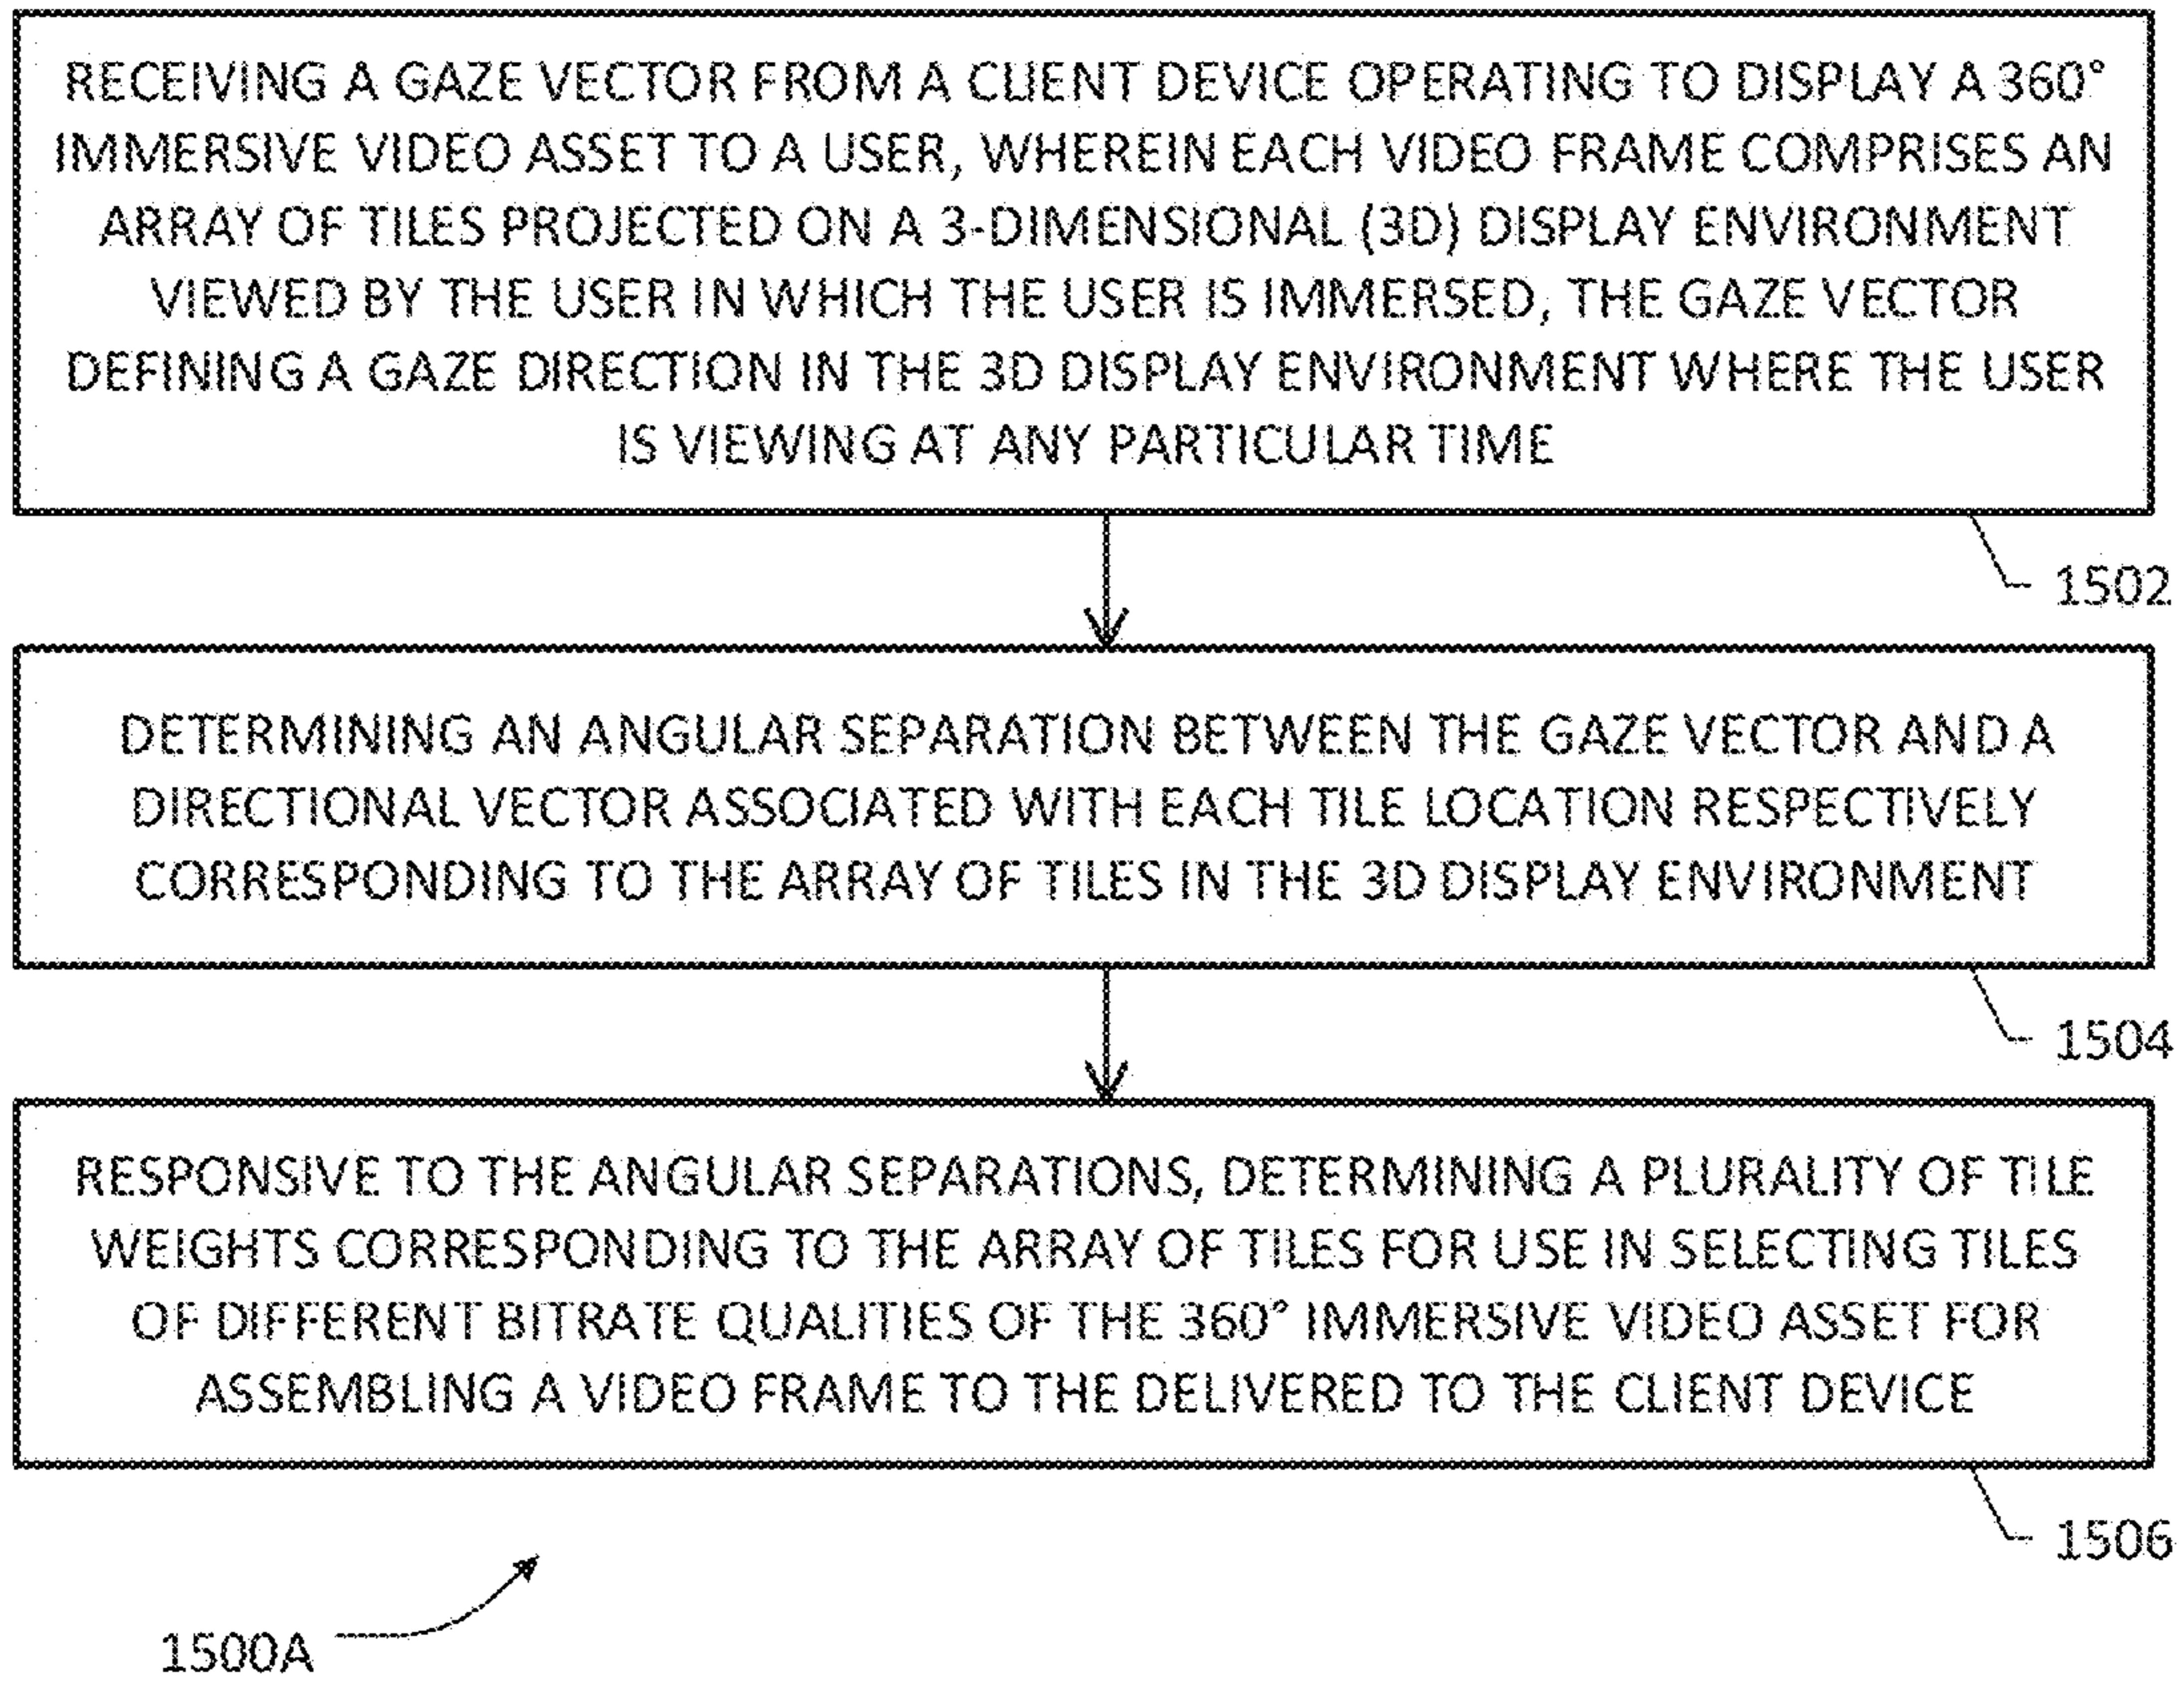 RECEIVING A GAZE VECTOR FROM A CLIENT DEVICE OPERATING TO DISPLAY A 360°
IMMERSIVE VIDEO ASSET TO A USER, WHEREIN EACH VIDEO FRAME COMPRISES AN
ARRAY OF TILES PROJECTED ON A 3-DIMENSIONAL (3D) DISPLAY ENVIRONMENT
VIEWED BY THE USER IN WHICH THE USER IS IMMERSED, THE GAZE VECTOR
DEFINING A GAZE DIRECTION IN THE 3D DISPLAY ENVIRONMENT WHERE THE USER
IS VIEWING AT ANY PARTICULAR TIME
1502
DETERMINING AN ANGULAR SEPARATION BETWEEN THE GAZE VECTOR AND A
DIRECTIONAL VECTOR ASSOCIATED WITH EACH TILE LOCATION RESPECTIVELY
CORRESPONDING TO THE ARRAY OF TILES IN THE 3D DISPLAY ENVIRONMENT
1504
RESPONSIVE TO THE ANGULAR SEPARATIONS, DETERMINING A PLURALITY OF TILE
WEIGHTS CORRESPONDING TO THE ARRAY OF TILES FOR USE IN SELECTING TILES
OF DIFFERENT BITRATE QUALITIES OF THE 360° IMMERSIVE VIDEO ASSET FOR
ASSEMBLING A VIDEO FRAME TO THE DELIVERED TO THE CLIENT DEVICE
1506
1500A